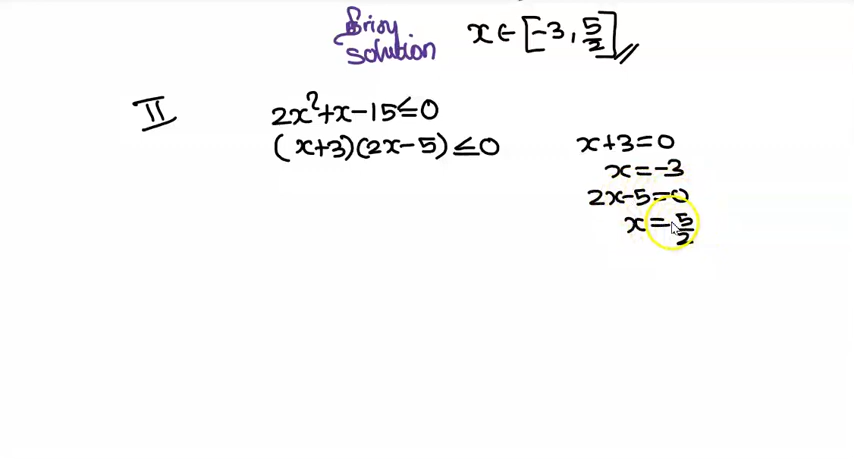 solution x ∈ [-3, 5/2]
II 2x²+x-15≤0
(x+3)(2x-5)≤0 x+3=0
x=-3
2x-5=0
x=5/2